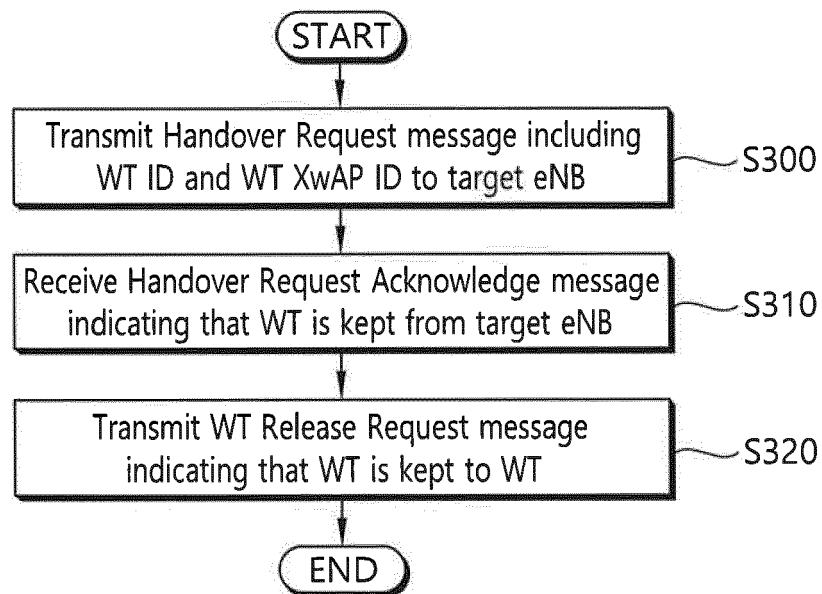 START
Transmit Handover Request message including
WT ID and WT XwAP ID to target eNB
S300
Receive Handover Request Acknowledge message
indicating that WT is kept from target eNB
S310
Transmit WT Release Request message
indicating that WT is kept to WT
S320
END